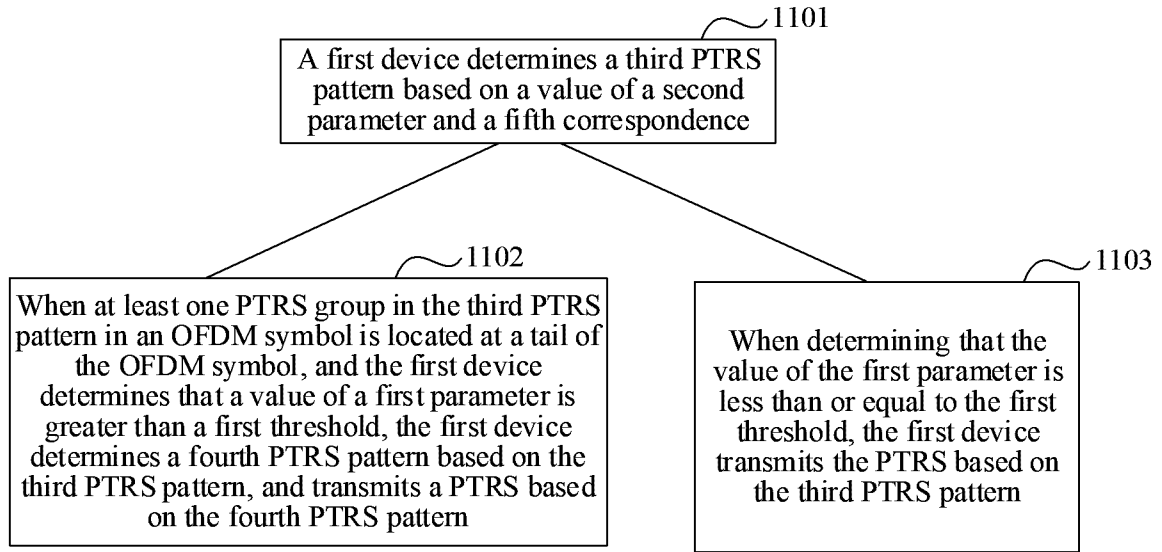 1101
A first device determines a third PTRS
pattern based on a value of a second
parameter and a fifth correspondence
1102
When at least one PTRS group in the third PTRS
pattern in an OFDM symbol is located at a tail of
the OFDM symbol, and the first device
determines that a value of a first parameter is
greater than a first threshold, the first device
determines a fourth PTRS pattern based on the
third PTRS pattern, and transmits a PTRS based
on the fourth PTRS pattern
1103
When determining that the
value of the first parameter is
less than or equal to the first
threshold, the first device
transmits the PTRS based on
the third PTRS pattern